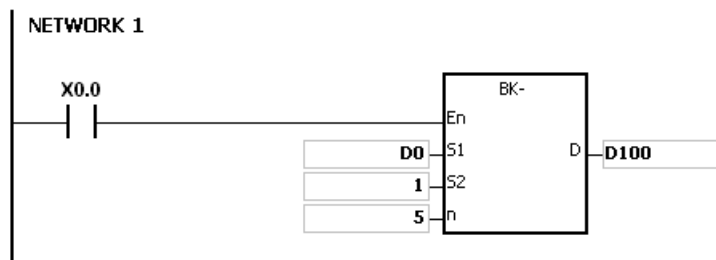 NETWORK 1
X0.0
BK-
En
D0 S1 D D100
1 S2
5 n